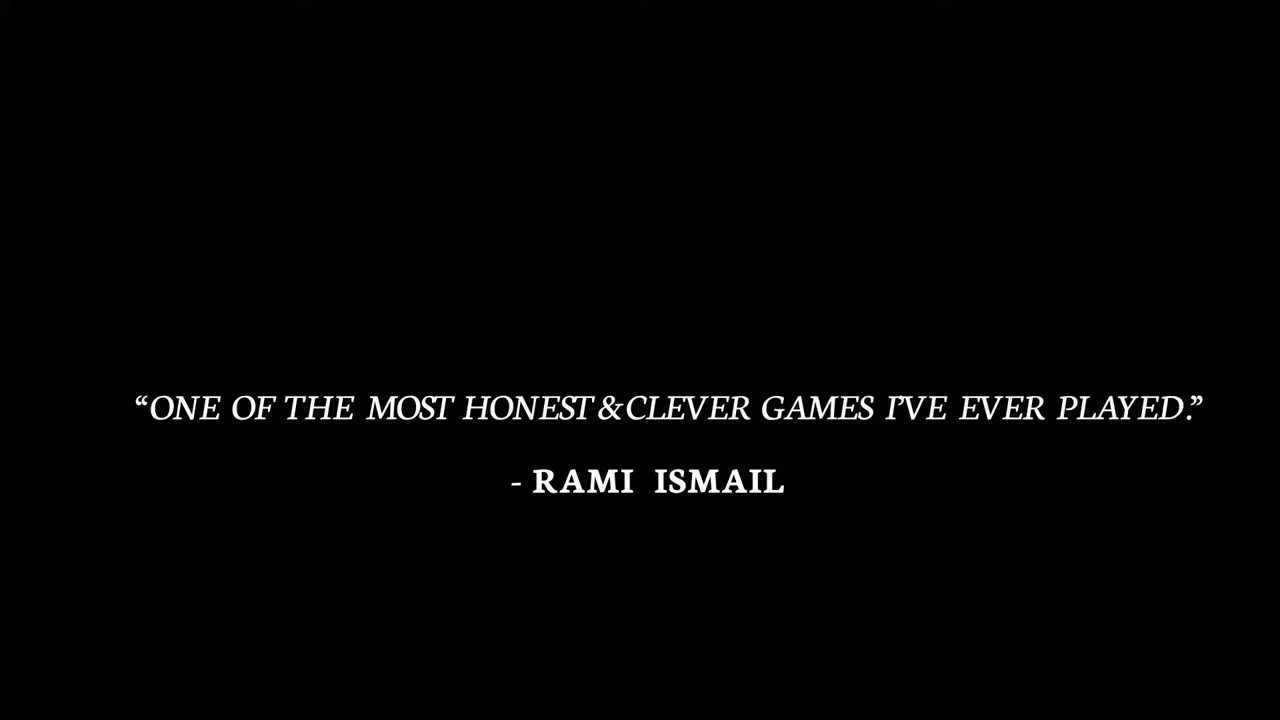 “ONE OF THE MOST HONEST & CLEVER GAMES I’VE EVER PLAYED.”
- RAMI ISMAIL